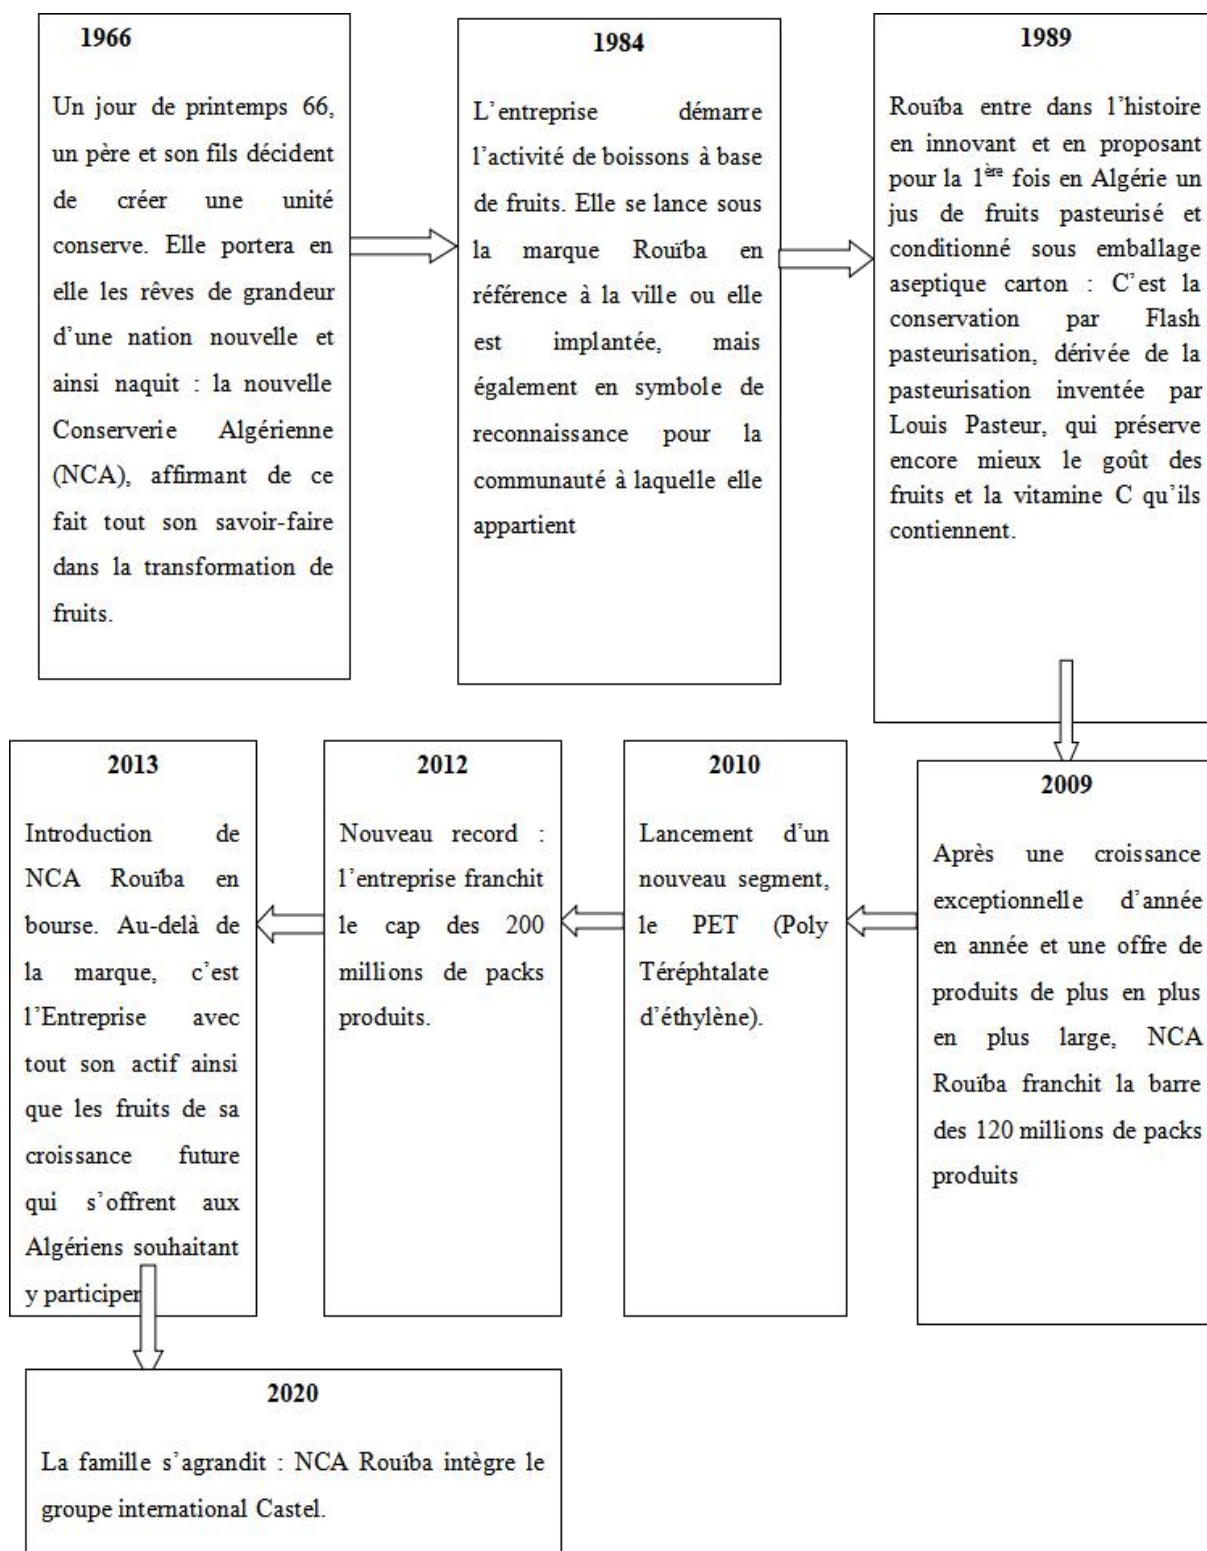 1966
Un jour de printemps 66,
un père et son fils décident
de créer une unité
conserve. Elle portera en
elle les rêves de grandeur
d’une nation nouvelle et
ainsi naquit : la nouvelle
Conserverie Algérienne
(NCA), affirmant de ce
fait tout son savoir-faire
dans la transformation de
fruits.
1984
L’entreprise démarre
l’activité de boissons à base
de fruits. Elle se lance sous
la marque Rouïba en
référence à la ville ou elle
est implantée, mais
également en symbole de
reconnaissance pour la
communauté à laquelle elle
appartient
1989
Rouïba entre dans l’histoire
en innovant et en proposant
pour la 1ère fois en Algérie un
jus de fruits pasteurisé et
conditionné sous emballage
aseptique carton : C’est la
conservation par Flash
pasteurisation, dérivée de la
pasteurisation inventée par
Louis Pasteur, qui préserve
encore mieux le goût des
fruits et la vitamine C qu’ils
contiennent.
2009
Après une croissance
exceptionnelle d’année
en année et une offre de
produits de plus en plus
en plus large, NCA
Rouïba franchit la barre
des 120 millions de packs
produits
2010
Lancement d’un
nouveau segment,
le PET (Poly
Téréphtalate
d’éthylène).
2012
Nouveau record :
l’entreprise franchit
le cap des 200
millions de packs
produits.
2013
Introduction de
NCA Rouïba en
bourse. Au-delà de
la marque, c’est
l’Entreprise avec
tout son actif ainsi
que les fruits de sa
croissance future
qui s’offrent aux
Algériens souhaitant
y participer
2020
La famille s’agrandit : NCA Rouïba intègre le
groupe international Castel.